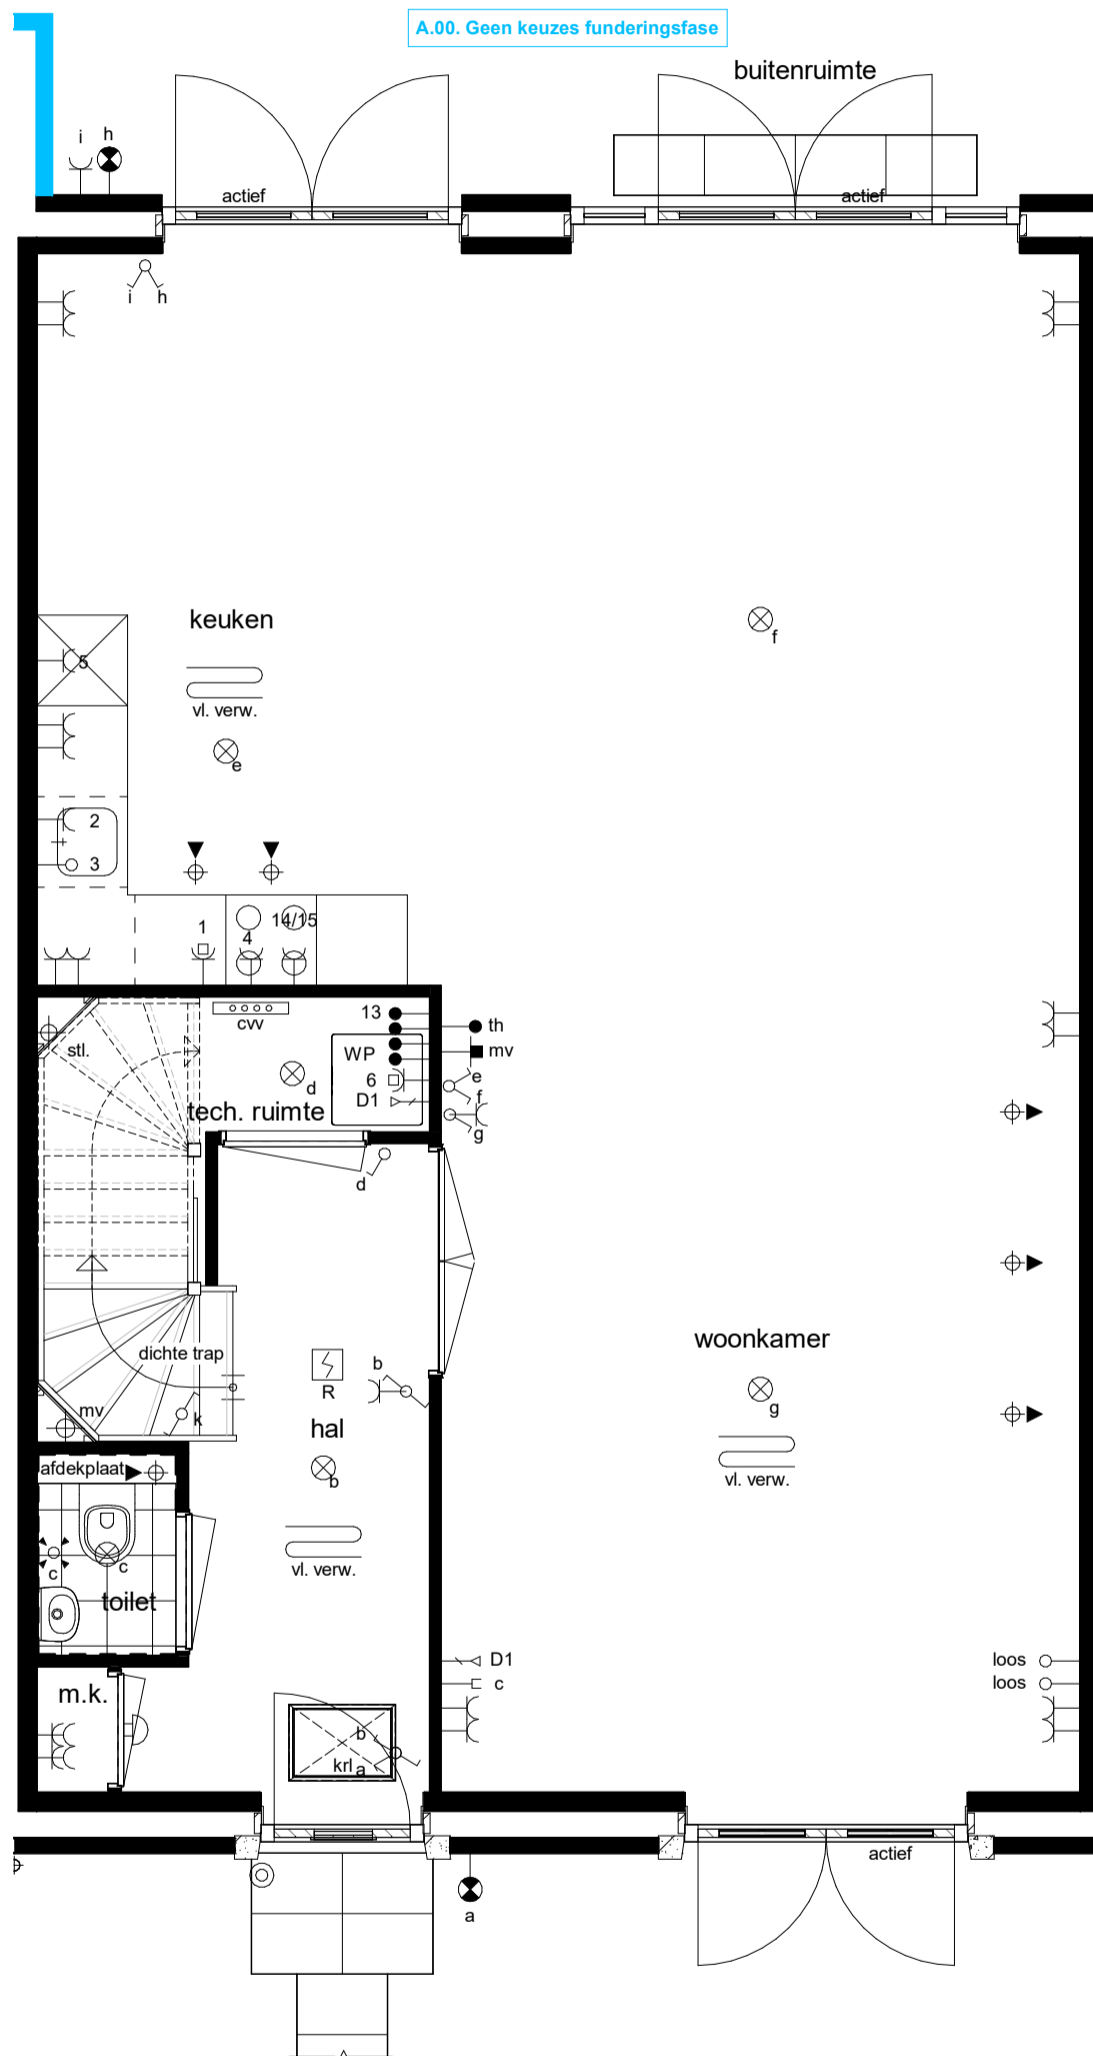 A.00. Geen keuzes funderingsfase
buitenruimte
i h
actief actief
i h
keuken
f
5
vl. verw.
e
2
3
1 4 14/15
13 th
cvv
stl. WP mv
d 6 e
D1 f
tech. ruimte
g
d
woonkamer
dichte trap b
R
mv k g
hal
afdekplaat b
vl. verw.
c c
vl. verw.
toilet
D1 loos
c loos
m.k.
b
krl a
actief
a